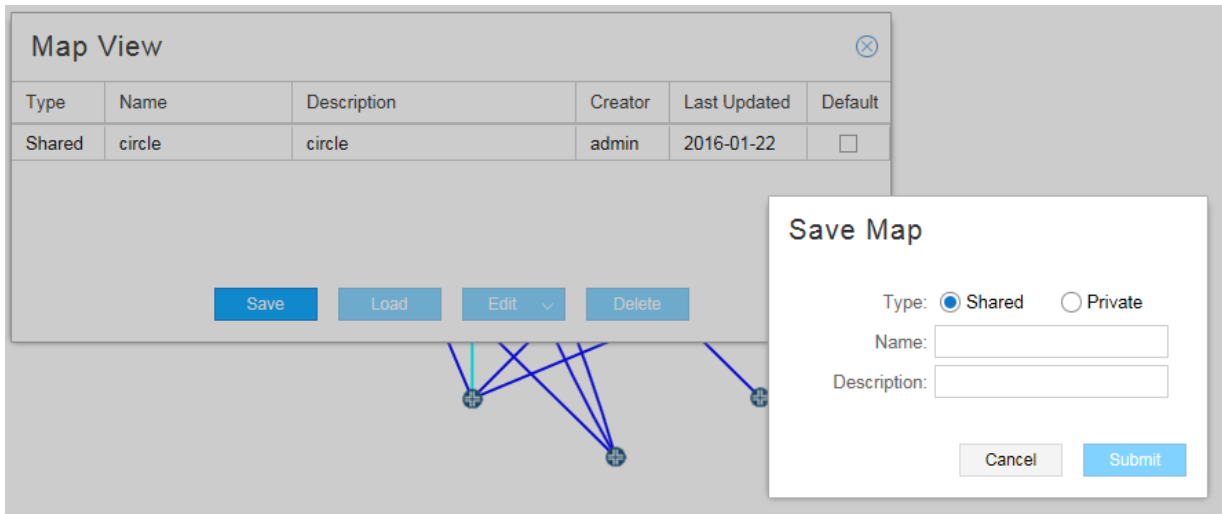 Map View
Type Name Description Creator Last Updated Default
Shared circle circle admin 2016-01-22
Save Load Edit Delete
Save Map
Type: Shared Private
Name:
Description:
Cancel Submit